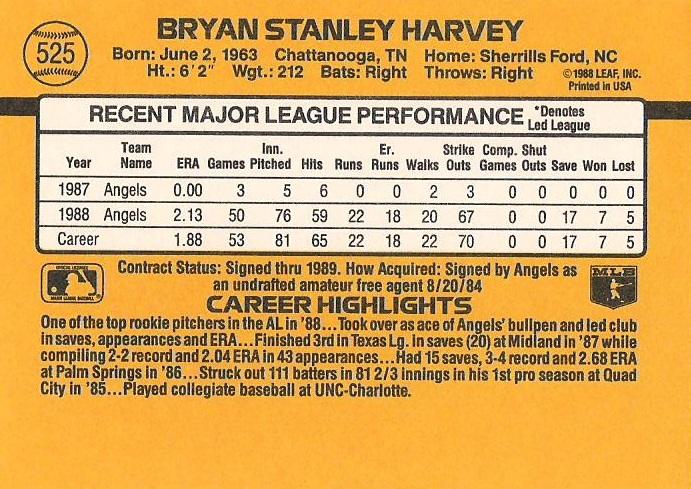 525
BRYAN STANLEY HARVEY
Born: June 2, 1963 Chattanooga, TN Home: Sherrills Ford, NC
Ht.: 6'2" Wgt.: 212 Bats: Right Throws: Right ©1988 LEAF, INC.
Printed in USA
RECENT MAJOR LEAGUE PERFORMANCE *Denotes
Led League
Team Inn. Er. Strike Comp. Shut
Year Name ERA Games Pitched Hits Runs Runs Walks Outs Games Outs Save Won Lost
1987 Angels 0.00 3 5 6 0 0 2 3 0 0 0 0 0
1988 Angels 2.13 50 76 59 22 18 20 67 0 0 17 7 5
Career 1.88 53 81 65 22 18 22 70 0 0 17 7 5
Contract Status: Signed thru 1989. How Acquired: Signed by Angels as
an undrafted amateur free agent 8/20/84
MLB
CAREER HIGHLIGHTS
One of the top rookie pitchers in the AL in '88...Took over as ace of Angels' bullpen and led club
in saves, appearances and ERA...Finished 3rd in Texas Lg. in saves (20) at Midland in '87 while
compiling 2-2 record and 2.04 ERA in 43 appearances...Had 15 saves, 3-4 record and 2.68 ERA
at Palm Springs in '86...Struck out 111 batters in 81 2/3 innings in his 1st pro season at Quad
City in '85...Played collegiate baseball at UNC-Charlotte.